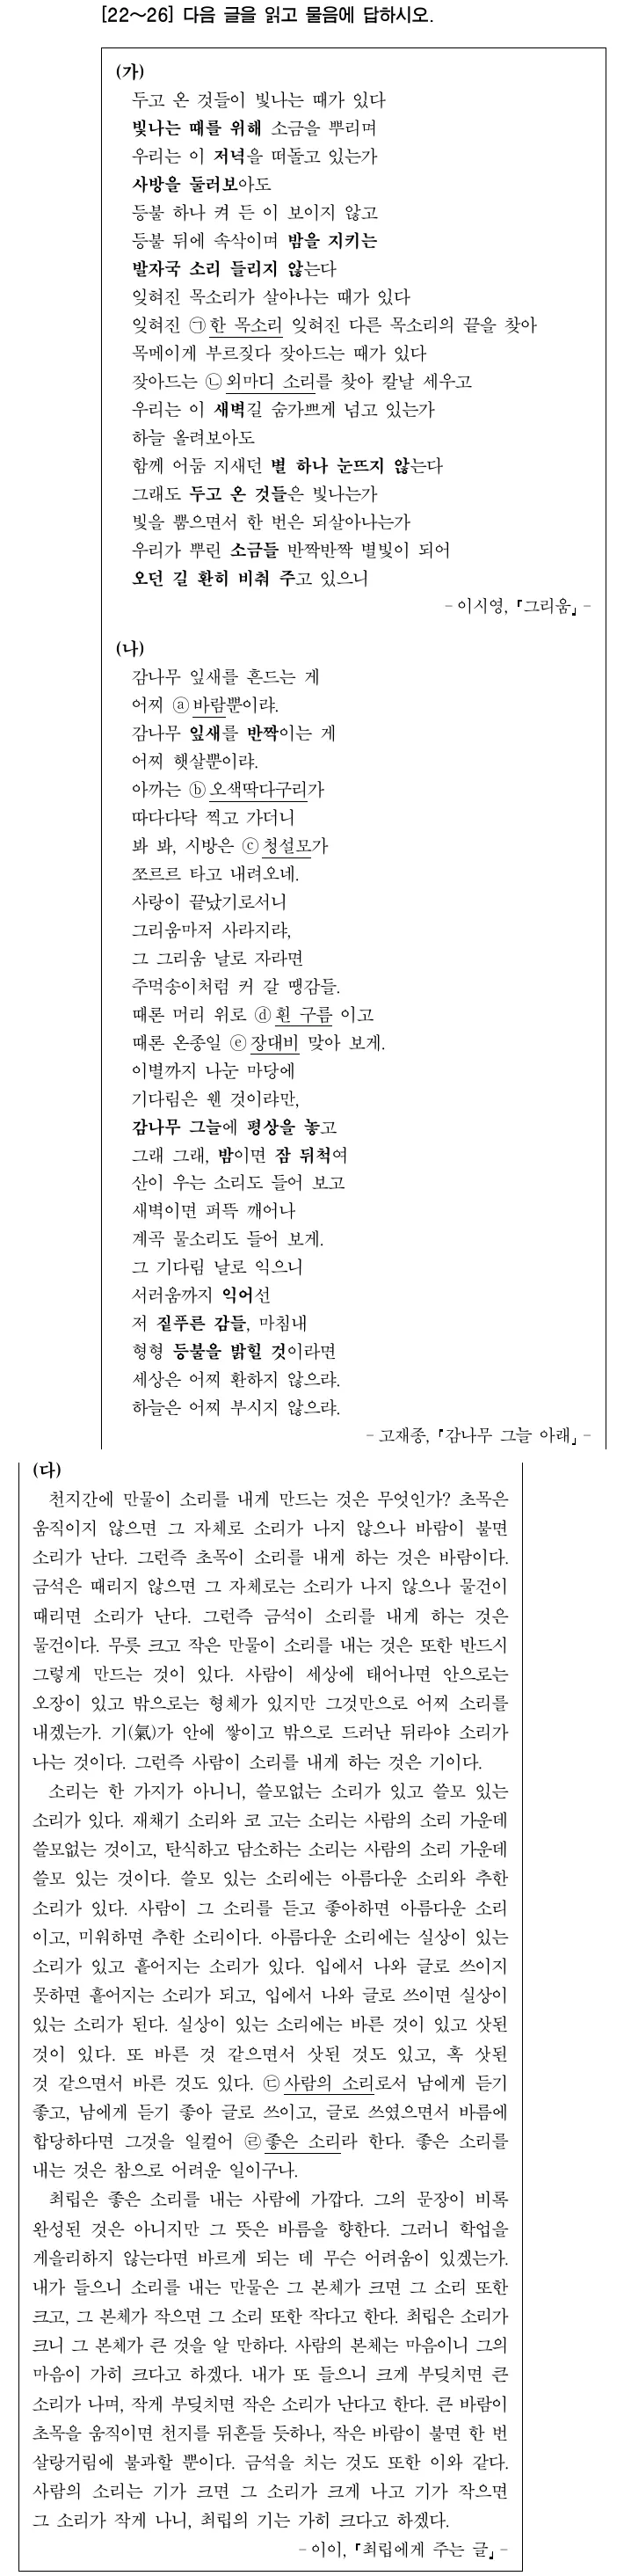 [22～26] 다음 글을 읽고 물음에 답하시오.
(가)
두고 온 것들이 빛나는 때가 있다
빛나는 때를 위해 소금을 뿌리며
우리는 이 저녁을 떠돌고 있는가
사방을 둘러보아도
등불 하나 켜 든 이 보이지 않고
등불 뒤에 속삭이며 밤을 지키는
발자국 소리 들리지 않는다
잊혀진 목소리가 살아나는 때가 있다
잊혀진 ㉠한 목소리 잊혀진 다른 목소리의 끝을 찾아
목메이게 부르짖다 잦아드는 때가 있다
잦아드는 ㉡외마디 소리를 찾아 칼날 세우고
우리는 이 새벽길 숨가쁘게 넘고 있는가
하늘 올려보아도
함께 어둠 지새던 별 하나 눈뜨지 않는다
그래도 두고 온 것들은 빛나는가
빛을 뿜으면서 한 번은 되살아나는가
우리가 뿌린 소금들 반짝반짝 별빛이 되어
오던 길 환히 비춰 주고 있으니
- 이시영, 『그리움』 -
(나)
감나무 잎새를 흔드는 게
어찌 ⓐ바람뿐이랴.
감나무 잎새를 반짝이는 게
어찌 햇살뿐이랴.
아까는 ⓑ오색딱다구리가
따다다닥 찍고 가더니
봐 봐, 시방은 ⓒ청설모가
쪼르르 타고 내려오네.
사랑이 끝났기로서니
그리움마저 사라지랴,
그 그리움 날로 자라면
주먹송이처럼 커 갈 땡감들.
때론 머리 위로 ⓓ흰 구름 이고
때론 온종일 ⓔ장대비 맞아 보게.
이별까지 나눈 마당에
기다림은 웬 것이랴만,
감나무 그늘에 평상을 놓고
그래 그래, 밤이면 잠 뒤척여
산이 우는 소리도 들어 보고
새벽이면 퍼뜩 깨어나
계곡 물소리도 들어 보게.
그 기다림 날로 익으니
서러움까지 익어선
저 짙푸른 감들, 마침내
형형 등불을 밝힐 것이라면
세상은 어찌 환하지 않으랴.
하늘은 어찌 부시지 않으랴.
- 고재종, 『감나무 그늘 아래』 -
(다)
천지간에 만물이 소리를 내게 만드는 것은 무엇인가? 초목은
움직이지 않으면 그 자체로 소리가 나지 않으나 바람이 불면
소리가 난다. 그런즉 초목이 소리를 내게 하는 것은 바람이다.
금석은 때리지 않으면 그 자체로는 소리가 나지 않으나 물건이
때리면 소리가 난다. 그런즉 금석이 소리를 내게 하는 것은
물건이다. 무릇 크고 작은 만물이 소리를 내는 것은 또한 반드시
그렇게 만드는 것이 있다. 사람이 세상에 태어나면 안으로는
오장이 있고 밖으로는 형체가 있지만 그것만으로 어찌 소리를
내겠는가. 기(氣)가 안에 쌓이고 밖으로 드러난 뒤라야 소리가
나는 것이다. 그런즉 사람이 소리를 내게 하는 것은 기이다.
소리는 한 가지가 아니니, 쓸모없는 소리가 있고 쓸모 있는
소리가 있다. 재채기 소리와 코 고는 소리는 사람의 소리 가운데
쓸모없는 것이고, 탄식하고 담소하는 소리는 사람의 소리 가운데
쓸모 있는 것이다. 쓸모 있는 소리에는 아름다운 소리와 추한
소리가 있다. 사람이 그 소리를 듣고 좋아하면 아름다운 소리
이고, 미워하면 추한 소리이다. 아름다운 소리에는 실상이 있는
소리가 있고 흩어지는 소리가 있다. 입에서 나와 글로 쓰이지
못하면 흩어지는 소리가 되고, 입에서 나와 글로 쓰이면 실상이
있는 소리가 된다. 실상이 있는 소리에는 바른 것이 있고 삿된
것이 있다. 또 바른 것 같으면서 삿된 것도 있고, 혹 삿된
것 같으면서 바른 것도 있다. ㉢사람의 소리로서 남에게 듣기
좋고, 남에게 듣기 좋아 글로 쓰이고, 글로 쓰였으면서 바름에
합당하다면 그것을 일컬어 ㉣좋은 소리라 한다. 좋은 소리를
내는 것은 참으로 어려운 일이구나.
최립은 좋은 소리를 내는 사람에 가깝다. 그의 문장이 비록
완성된 것은 아니지만 그 뜻은 바름을 향한다. 그러니 학업을
게을리하지 않는다면 바르게 되는 데 무슨 어려움이 있겠는가.
내가 들으니 소리를 내는 만물은 그 본체가 크면 그 소리 또한
크고, 그 본체가 작으면 그 소리 또한 작다고 한다. 최립은 소리가
크니 그 본체가 큰 것을 알 만하다. 사람의 본체는 마음이니 그의
마음이 가히 크다고 하겠다. 내가 또 들으니 크게 부딪치면 큰
소리가 나며, 작게 부딪치면 작은 소리가 난다고 한다. 큰 바람이
초목을 움직이면 천지를 뒤흔들 듯하나, 작은 바람이 불면 한 번
살랑거림에 불과할 뿐이다. 금석을 치는 것도 또한 이와 같다.
사람의 소리는 기가 크면 그 소리가 크게 나고 기가 작으면
그 소리가 작게 나니, 최립의 기는 가히 크다고 하겠다.
- 이이, 『최립에게 주는 글』 -